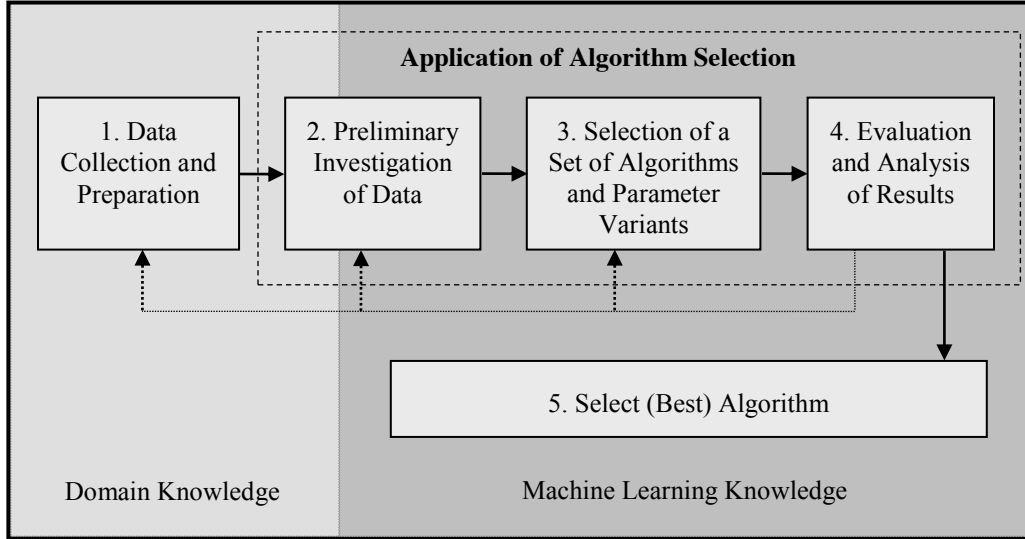 Application of Algorithm Selection
1. Data
Collection and
Preparation
2. Preliminary
Investigation
of Data
3. Selection of a
Set of Algorithms
and Parameter
Variants
4. Evaluation
and Analysis
of Results
5. Select (Best) Algorithm
Domain Knowledge
Machine Learning Knowledge